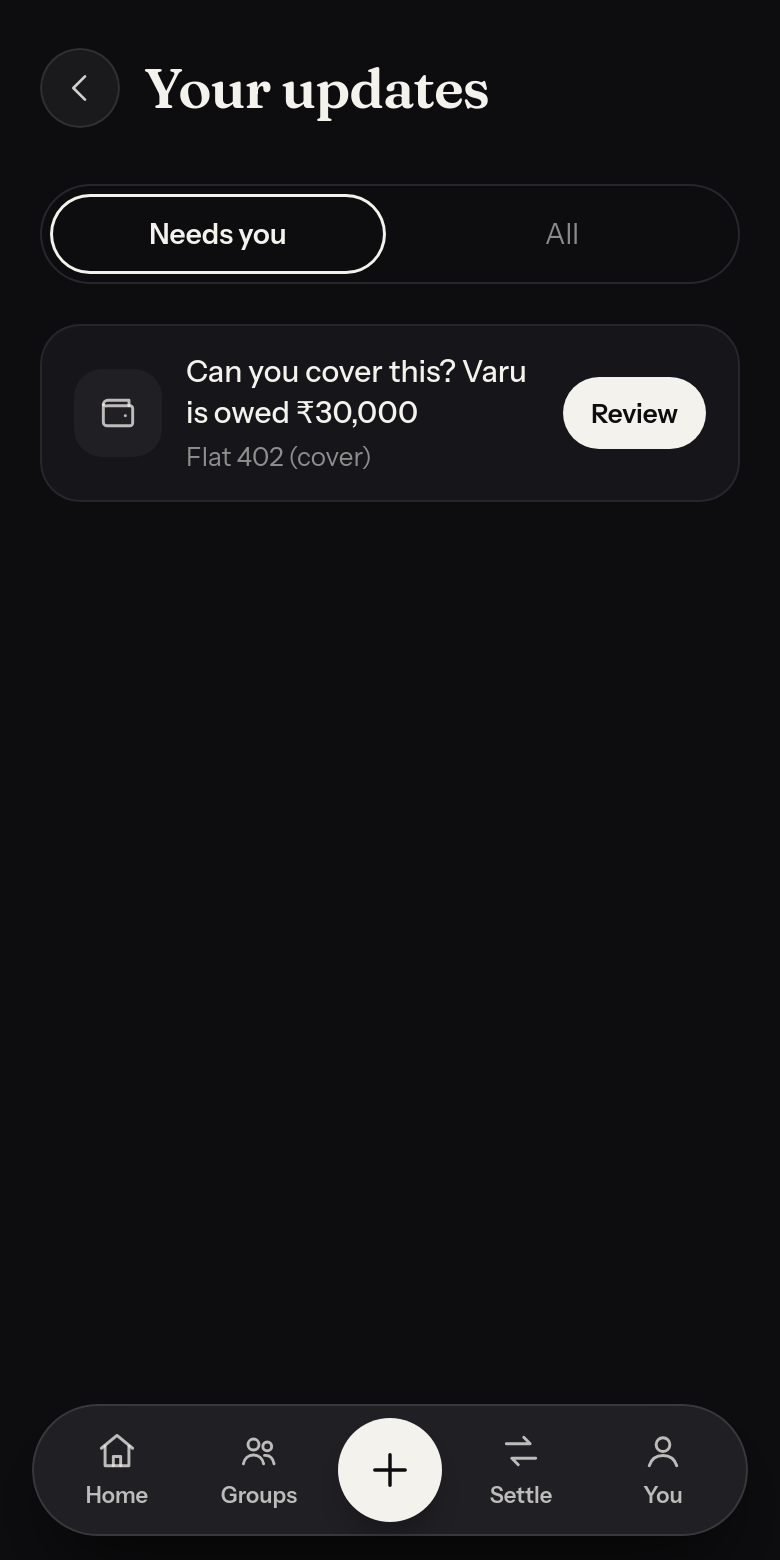 Your updates
Needs you
All
Can you cover this? Varu
is owed ₹30,000
Flat 402 (cover)
Review
Home
Groups
Settle
You